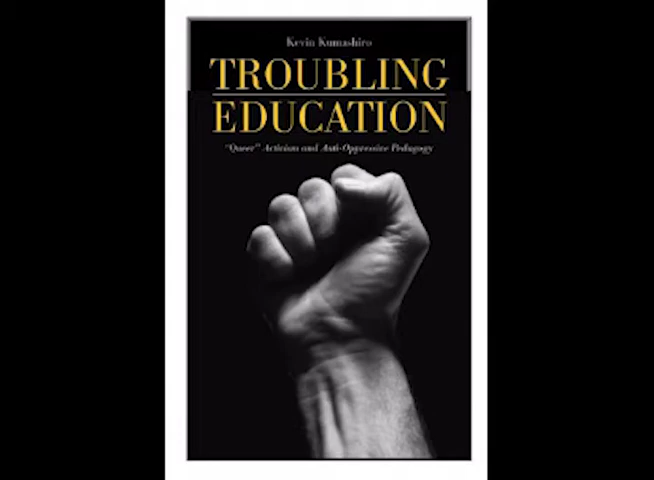 Kevin Kumashiro
TROUBLING
EDUCATION
"Queer" Activism and Anti-Oppressive Pedagogy